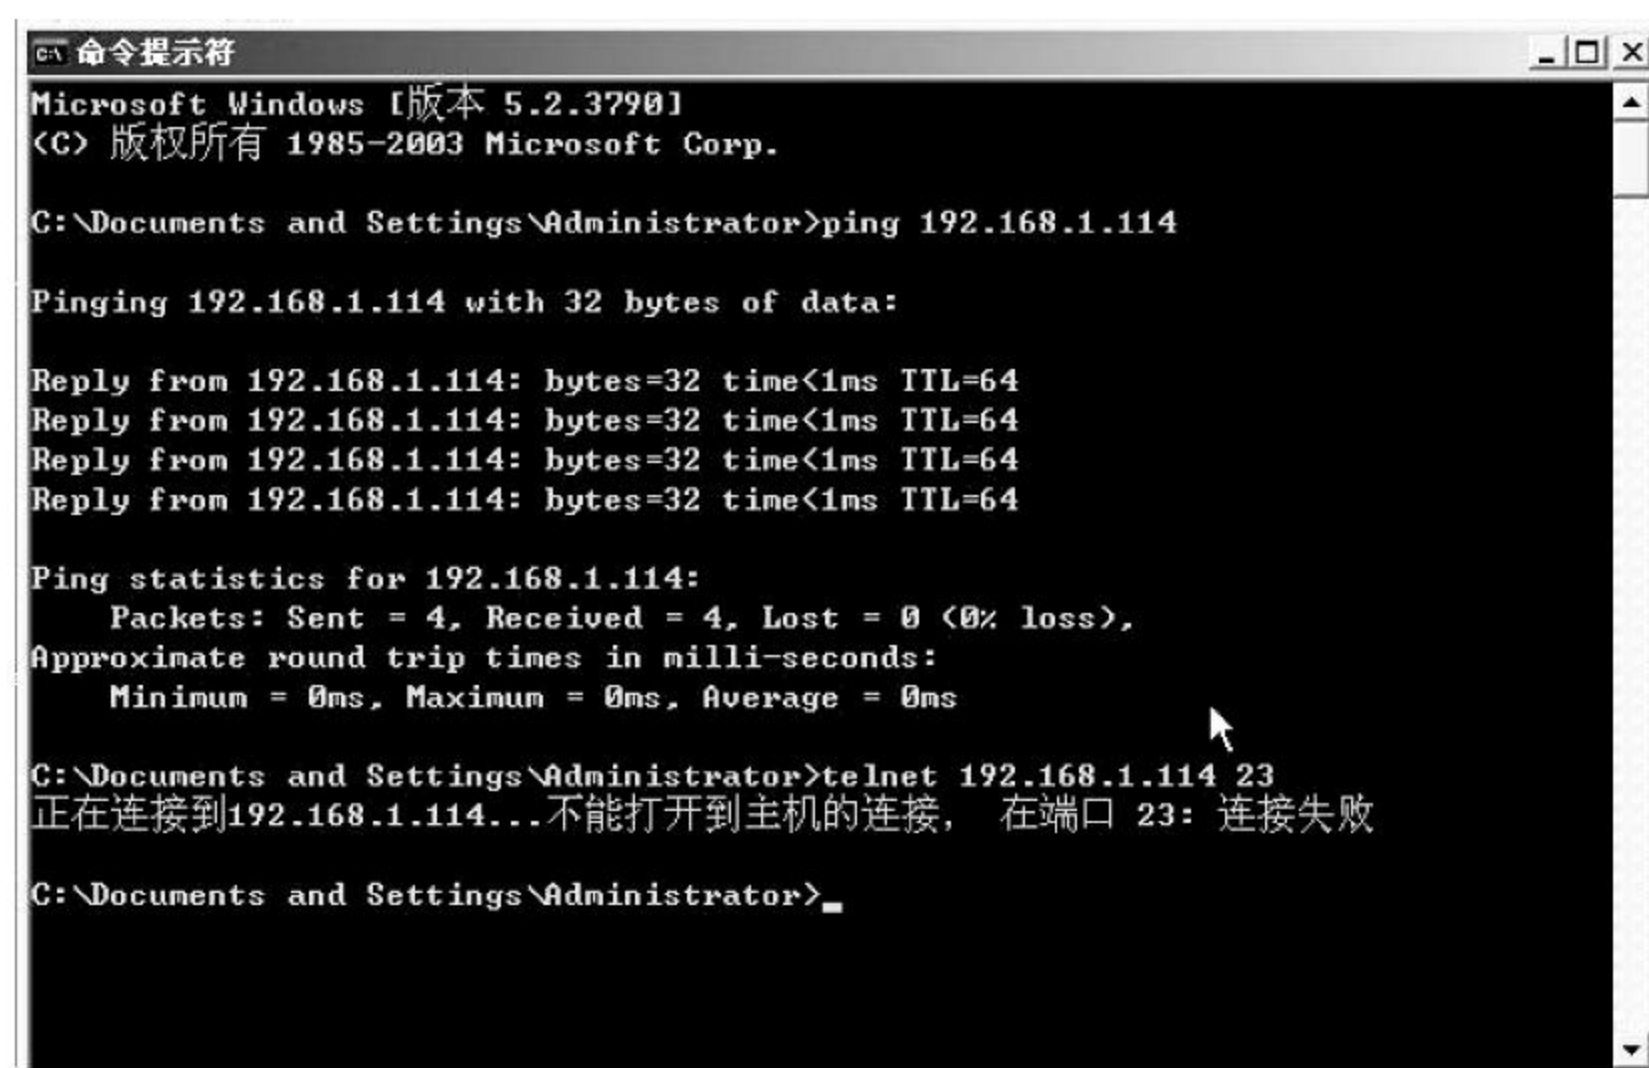 命令提示符
Microsoft Windows [版本 5.2.3790]
(C) 版权所有 1985-2003 Microsoft Corp.
C:\Documents and Settings\Administrator>ping 192.168.1.114
Pinging 192.168.1.114 with 32 bytes of data:
Reply from 192.168.1.114: bytes=32 time<1ms TTL=64
Reply from 192.168.1.114: bytes=32 time<1ms TTL=64
Reply from 192.168.1.114: bytes=32 time<1ms TTL=64
Reply from 192.168.1.114: bytes=32 time<1ms TTL=64
Ping statistics for 192.168.1.114:
Packets: Sent = 4, Received = 4, Lost = 0 (0% loss),
Approximate round trip times in milli-seconds:
Minimum = 0ms, Maximum = 0ms, Average = 0ms
C:\Documents and Settings\Administrator>telnet 192.168.1.114 23
正在连接到192.168.1.114...不能打开到主机的连接， 在端口 23: 连接失败
C:\Documents and Settings\Administrator>_